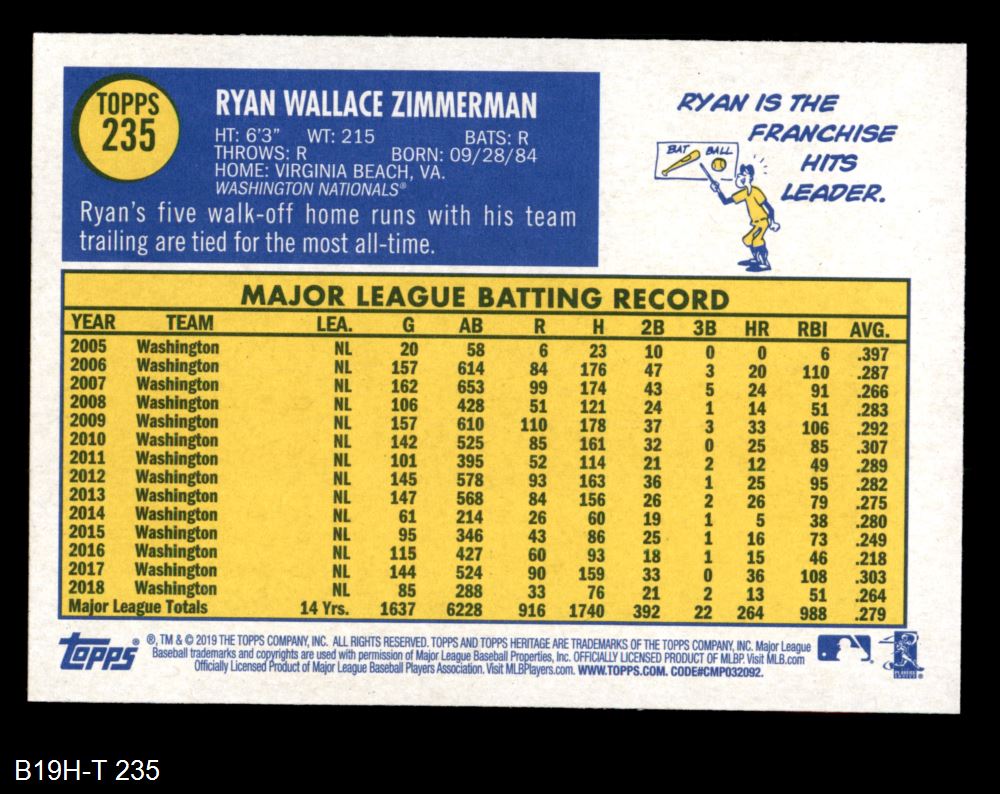 TOPPS
235
RYAN WALLACE ZIMMERMAN
HT: 6'3" WT: 215 BATS: R
THROWS: R BORN: 09/28/84
HOME: VIRGINIA BEACH, VA.
WASHINGTON NATIONALS®
Ryan's five walk-off home runs with his team
trailing are tied for the most all-time.
RYAN IS THE
FRANCHISE
HITS
LEADER.
BAT BALL
MAJOR LEAGUE BATTING RECORD
YEAR TEAM LEA. G AB R H 2B 3B HR RBI AVG.
2005 Washington NL 20 58 6 23 10 0 0 6 .397
2006 Washington NL 157 614 84 176 47 3 20 110 .287
2007 Washington NL 162 653 99 174 43 5 24 91 .266
2008 Washington NL 106 428 51 121 24 1 14 51 .283
2009 Washington NL 157 610 110 178 37 3 33 106 .292
2010 Washington NL 142 525 85 161 32 0 25 85 .307
2011 Washington NL 101 395 52 114 21 2 12 49 .289
2012 Washington NL 145 578 93 163 36 1 25 95 .282
2013 Washington NL 147 568 84 156 26 2 26 79 .275
2014 Washington NL 61 214 26 60 19 1 5 38 .280
2015 Washington NL 95 346 43 86 25 1 16 73 .249
2016 Washington NL 115 427 60 93 18 1 15 46 .218
2017 Washington NL 144 524 90 159 33 0 36 108 .303
2018 Washington NL 85 288 33 76 21 2 13 51 .264
Major League Totals 14 Yrs. 1637 6228 916 1740 392 22 264 988 .279
Topps®
®, TM & © 2019 THE TOPPS COMPANY, INC. ALL RIGHTS RESERVED. TOPPS AND TOPPS HERITAGE ARE TRADEMARKS OF THE TOPPS COMPANY, INC. Major League
Baseball trademarks and copyrights are used with permission of Major League Baseball Properties, Inc. OFFICIALLY LICENSED PRODUCT OF MLBP. Visit MLB.com
Officially Licensed Product of Major League Baseball Players Association. Visit MLBPlayers.com. WWW.TOPPS.COM. CODE#CMP032092.
B19H-T 235